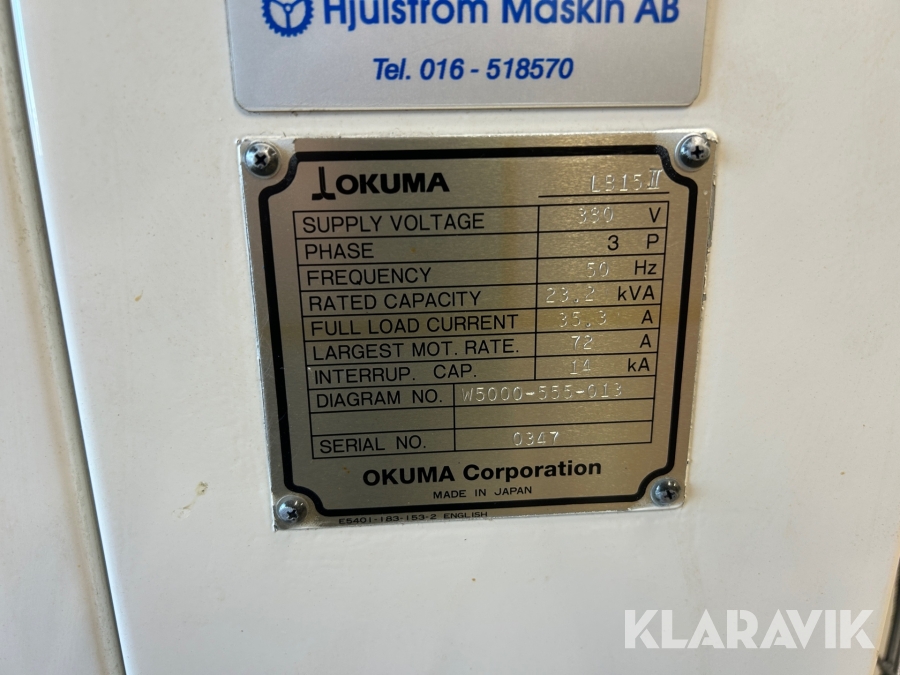 Hjulström Maskin AB
Tel. 016 - 518570
OKUMA LB15 II
SUPPLY VOLTAGE 380 V
PHASE 3 P
FREQUENCY 50 Hz
RATED CAPACITY 23.2 kVA
FULL LOAD CURRENT 35.3 A
LARGEST MOT. RATE. 72 A
INTERRUP. CAP. 14 kA
DIAGRAM NO. W5000-555-013
SERIAL NO. 0347
OKUMA Corporation
MADE IN JAPAN
E5401-183-153-2 ENGLISH
KLARAVIK